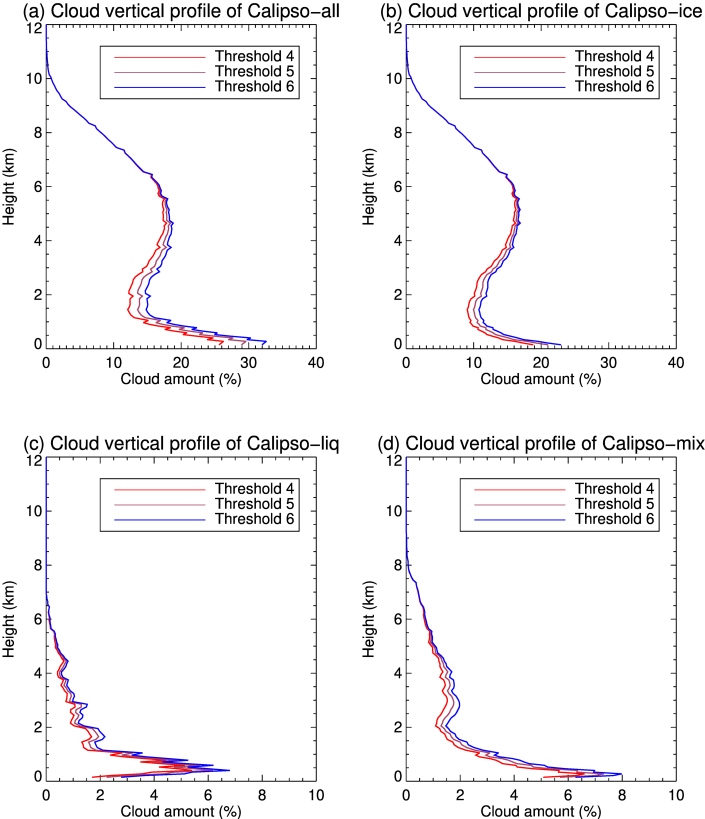 (a) Cloud vertical profile of Calipso−all
12
10
8
6
4
2
0
Height (km)
Threshold 4
Threshold 5
Threshold 6
0 10 20 30 40
Cloud amount (%)
(b) Cloud vertical profile of Calipso−ice
12
10
8
6
4
2
0
Height (km)
Threshold 4
Threshold 5
Threshold 6
0 10 20 30 40
Cloud amount (%)
(c) Cloud vertical profile of Calipso−liq
12
10
8
6
4
2
0
Height (km)
Threshold 4
Threshold 5
Threshold 6
0 2 4 6 8 10
Cloud amount (%)
(d) Cloud vertical profile of Calipso−mix
12
10
8
6
4
2
0
Height (km)
Threshold 4
Threshold 5
Threshold 6
0 2 4 6 8 10
Cloud amount (%)